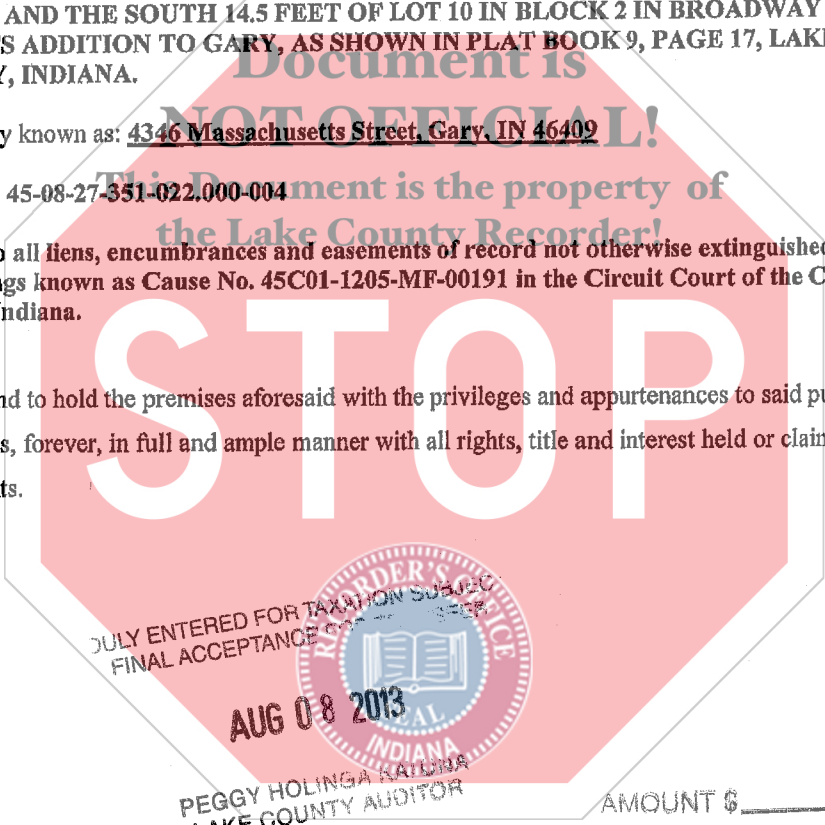 AND THE SOUTH 14.5 FEET OF LOT 10 IN BLOCK 2 IN BROADWAY
S ADDITION TO GARY, AS SHOWN IN PLAT BOOK 9, PAGE 17, LAKE
Y, INDIANA.
Document is
NOT OFFICIAL!
y known as: 4346 Massachusetts Street, Gary, IN 46409
This Document is the property of
45-08-27-351-022.000-004
the Lake County Recorder!
o all liens, encumbrances and easements of record not otherwise extinguished
gs known as Cause No. 45C01-1205-MF-00191 in the Circuit Court of the C
ndiana.
STOP
nd to hold the premises aforesaid with the privileges and appurtenances to said pu
s, forever, in full and ample manner with all rights, title and interest held or claim
ts.
DULY ENTERED FOR TAXATION SUBJEC
FINAL ACCEPTANCE
RECORDER'S OFFICE
SEAL
INDIANA
AUG 08 2013
PEGGY HOLINGA KATONA
LAKE COUNTY AUDITOR
AMOUNT $